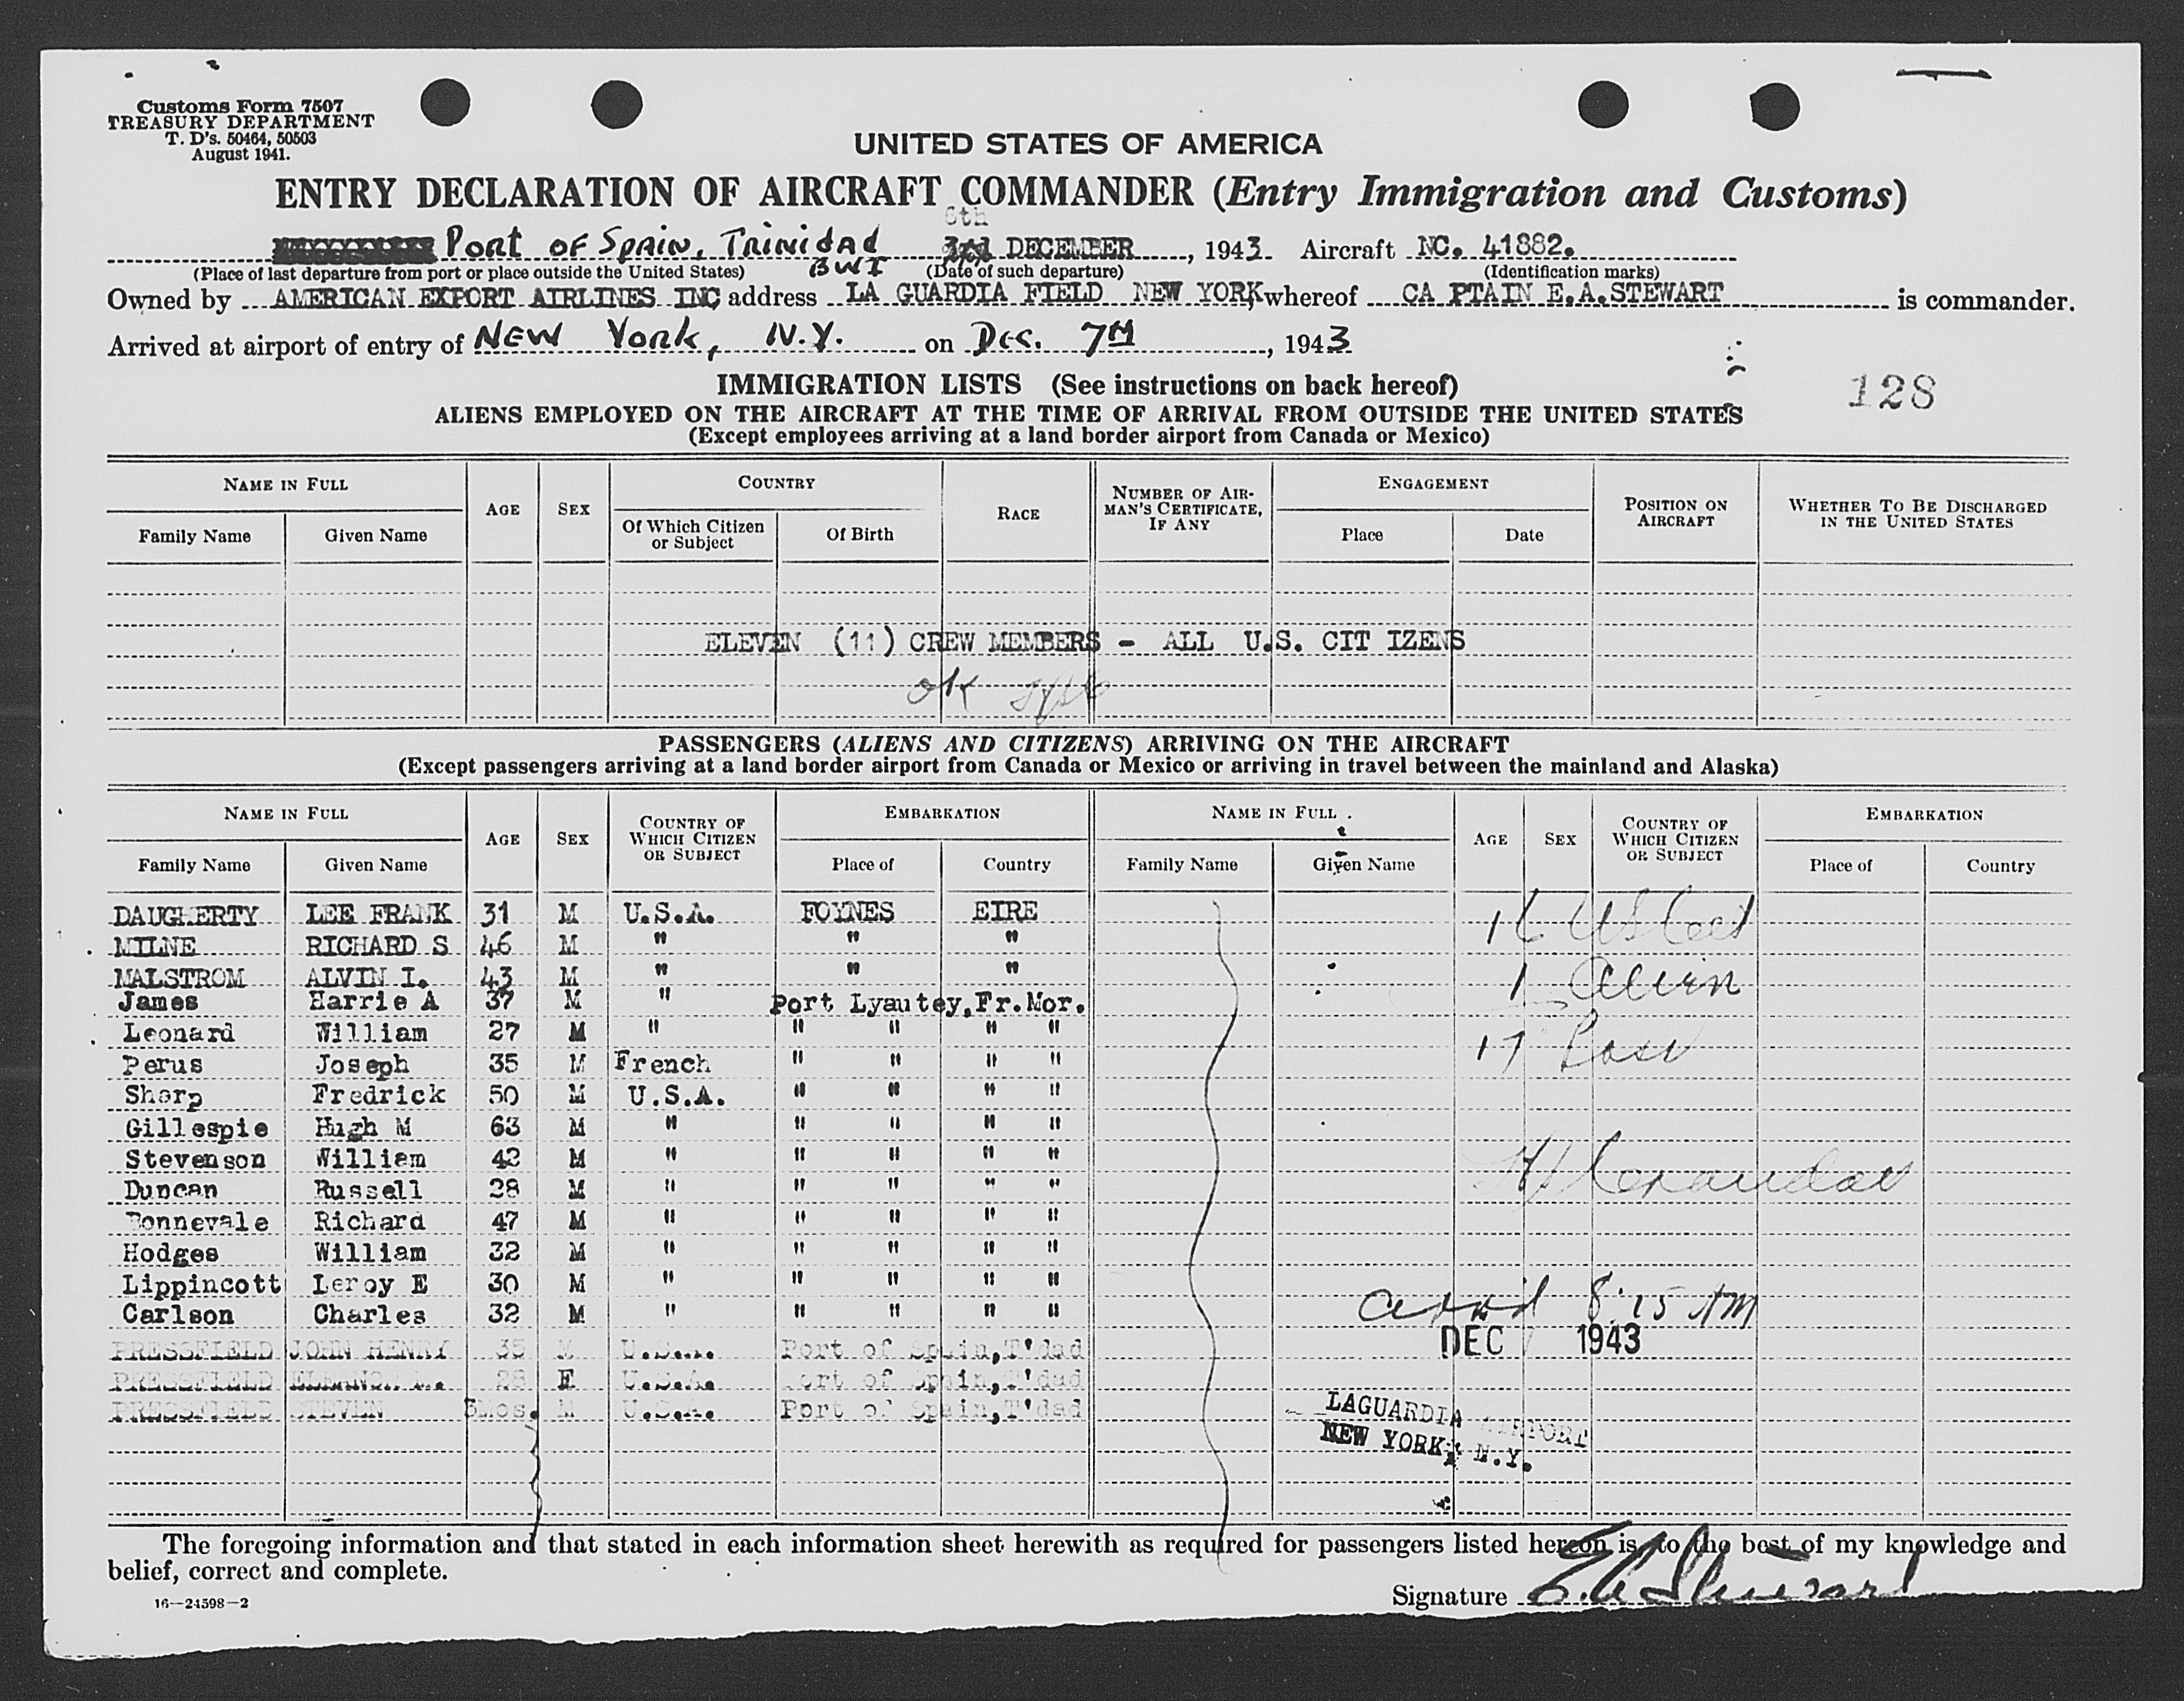 Customs Form 7507
TREASURY DEPARTMENT
T. D's. 50464, 50503
August 1941.
UNITED STATES OF AMERICA
ENTRY DECLARATION OF AIRCRAFT COMMANDER (Entry Immigration and Customs)
6th
Port of Spain, Trinidad 3rd DECEMBER, 1943. Aircraft NC. 41882.
BWI
(Place of last departure from port or place outside the United States) (Date of such departure) (Identification marks)
Owned by AMERICAN EXPORT AIRLINES INC address LA GUARDIA FIELD NEW YORK whereof CA PTAIN E.A.STEWART is commander.
Arrived at airport of entry of New York, N.Y. on Dec. 7th, 1943
IMMIGRATION LISTS (See instructions on back hereof)
128
ALIENS EMPLOYED ON THE AIRCRAFT AT THE TIME OF ARRIVAL FROM OUTSIDE THE UNITED STATES
(Except employees arriving at a land border airport from Canada or Mexico)
NAME IN FULL AGE SEX COUNTRY RACE NUMBER OF AIRMAN'S CERTIFICATE, IF ANY ENGAGEMENT POSITION ON AIRCRAFT WHETHER TO BE DISCHARGED IN THE UNITED STATES
Family Name Given Name Of Which Citizen or Subject Of Birth Place Date
ELEVEN (11) CREW MEMBERS - ALL U.S. CIT IZENS
OK
PASSENGERS (ALIENS AND CITIZENS) ARRIVING ON THE AIRCRAFT
(Except passengers arriving at a land border airport from Canada or Mexico or arriving in travel between the mainland and Alaska)
NAME IN FULL AGE SEX COUNTRY OF WHICH CITIZEN OR SUBJECT EMBARKATION NAME IN FULL AGE SEX COUNTRY OF WHICH CITIZEN OR SUBJECT EMBARKATION
Family Name Given Name Place of Country Family Name Given Name Place of Country
DAUGHERTY LEE FRANK 31 M U.S.A. FOYNES EIRE 16 US
MILNE RICHARD S 46 M " " "
MALSTROM ALVIN I. 43 M " " " 1 Alien
James Harrie A 37 M " Port Lyautey,Fr.Mor.
Leonard William 27 M " " " " "
Perus Joseph 35 M French " " " " 17 Pass
Sharp Fredrick 50 M U.S.A. " " " "
Gillespie Hugh M 63 M " " " " "
Stevenson William 42 M " " " " "
Duncan Russell 28 M " " " " "
Bonnevale Richard 47 M " " " " "
Hodges William 32 M " " " " "
Lippincott Leroy E 30 M " " " " "
Carlson Charles 32 M " " " " " 8:15 AM
PRESSFIELD JOHN HENRY 35 M U.S.A. Port of Spain,T'dad DEC 1943
PRESSFIELD ELEANOR M. 28 F U.S.A. Port of Spain,T'dad
PRESSFIELD STEVEN 3Mos. M U.S.A. Port of Spain,T'dad
LAGUARDIA AIRPORT
NEW YORK, N.Y.
The foregoing information and that stated in each information sheet herewith as required for passengers listed hereon is to the best of my knowledge and
belief, correct and complete.
Signature E.A. Stewart
16—24598-2